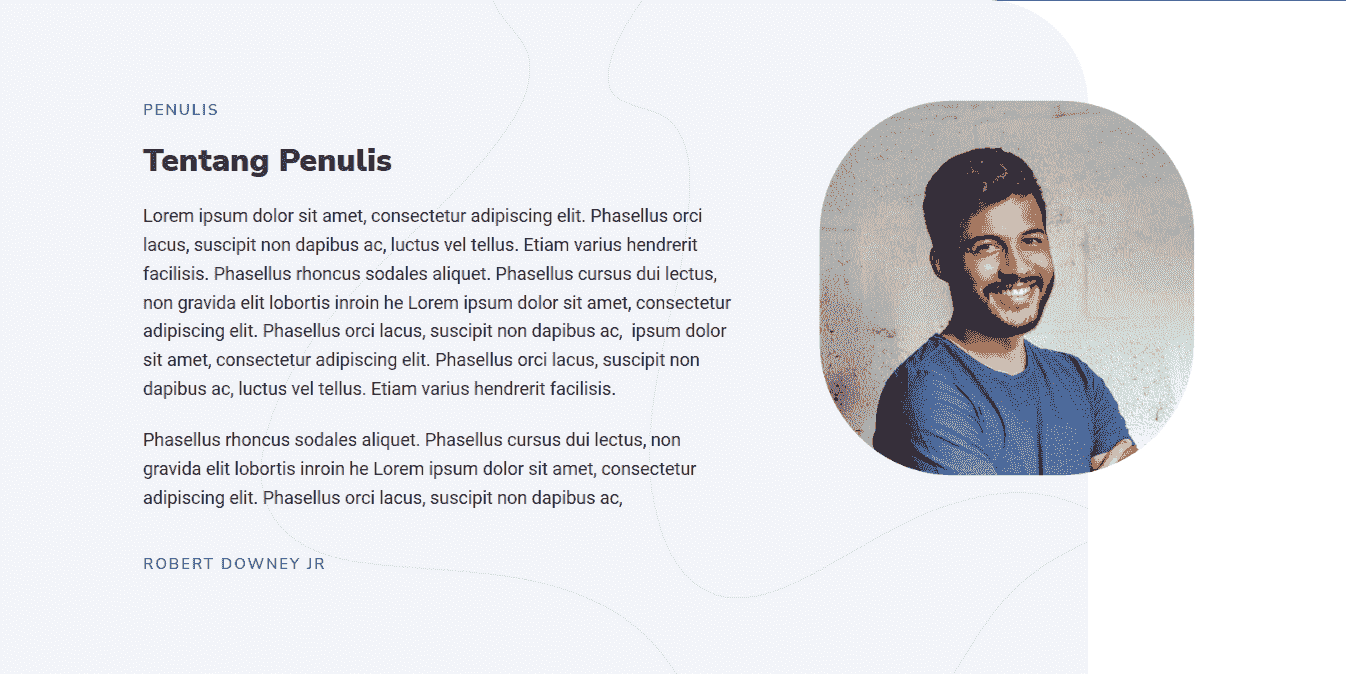 PENULIS
Tentang Penulis
Lorem ipsum dolor sit amet, consectetur adipiscing elit. Phasellus orci
lacus, suscipit non dapibus ac, luctus vel tellus. Etiam varius hendrerit
facilisis. Phasellus rhoncus sodales aliquet. Phasellus cursus dui lectus,
non gravida elit lobortis inroin he Lorem ipsum dolor sit amet, consectetur
adipiscing elit. Phasellus orci lacus, suscipit non dapibus ac,  ipsum dolor
sit amet, consectetur adipiscing elit. Phasellus orci lacus, suscipit non
dapibus ac, luctus vel tellus. Etiam varius hendrerit facilisis.
Phasellus rhoncus sodales aliquet. Phasellus cursus dui lectus, non
gravida elit lobortis inroin he Lorem ipsum dolor sit amet, consectetur
adipiscing elit. Phasellus orci lacus, suscipit non dapibus ac,
ROBERT DOWNEY JR